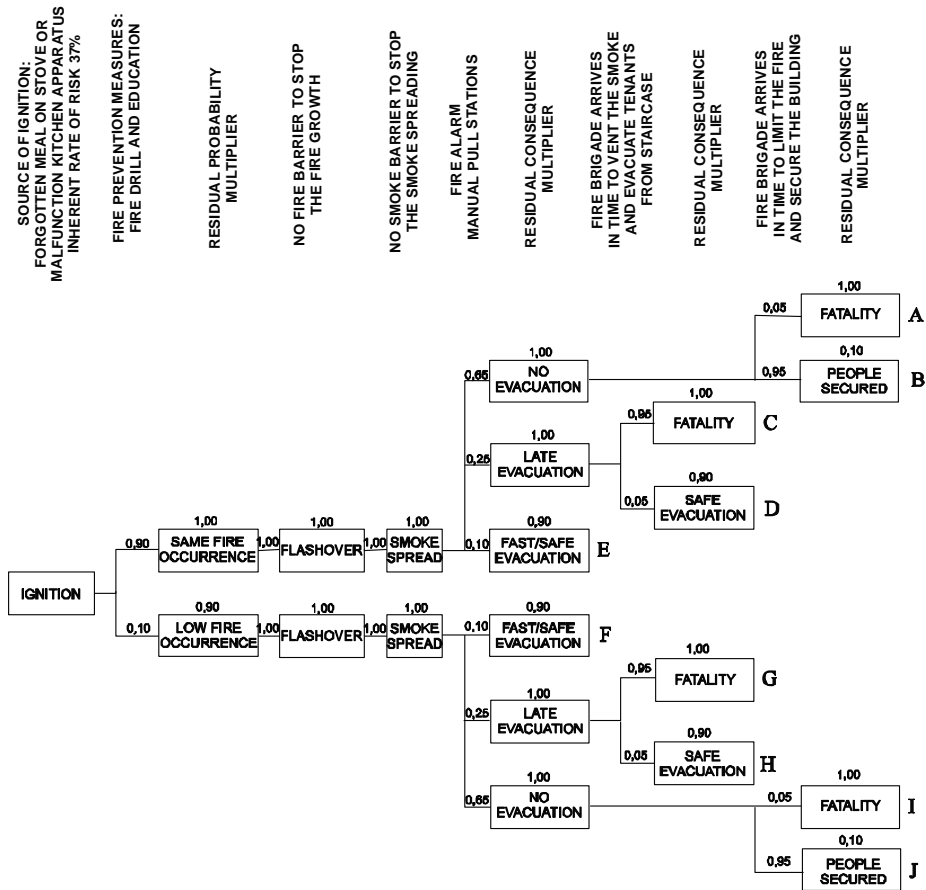 SOURCE OF IGNITION:
FORGOTTEN MEAL ON STOVE OR
MALFUNCTION KITCHEN APPARATUS
INHERENT RATE OF RISK 37%
FIRE PREVENTION MEASURES:
FIRE DRILL AND EDUCATION
RESIDUAL PROBABILITY
MULTIPLIER
NO FIRE BARRIER TO STOP
THE FIRE GROWTH
NO SMOKE BARRIER TO STOP
THE SMOKE SPREADING
FIRE ALARM
MANUAL PULL STATIONS
RESIDUAL CONSEQUENCE
MULTIPLIER
FIRE BRIGADE ARRIVES
IN TIME TO VENT THE SMOKE
AND EVACUATE TENANTS
FROM STAIRCASE
RESIDUAL CONSEQUENCE
MULTIPLIER
FIRE BRIGADE ARRIVES
IN TIME TO LIMIT THE FIRE
AND SECURE THE BUILDING
RESIDUAL CONSEQUENCE
MULTIPLIER
1,00
0,05
FATALITY
A
1,00
0,10
0,65
NO
EVACUATION
0,95
PEOPLE
SECURED
B
1,00
0,95
FATALITY
C
1,00
0,25
LATE
EVACUATION
0,90
0,05
SAFE
EVACUATION
D
1,00
1,00
1,00
0,90
0,90
SAME FIRE
OCCURRENCE
1,00
FLASHOVER
1,00
SMOKE
SPREAD
0,10
FAST/SAFE
EVACUATION
E
IGNITION
0,90
1,00
1,00
0,90
0,10
LOW FIRE
OCCURRENCE
1,00
FLASHOVER
1,00
SMOKE
SPREAD
0,10
FAST/SAFE
EVACUATION
F
1,00
0,95
FATALITY
G
1,00
0,25
LATE
EVACUATION
0,90
0,05
SAFE
EVACUATION
H
1,00
1,00
0,65
NO
EVACUATION
0,05
FATALITY
I
0,10
0,95
PEOPLE
SECURED
J